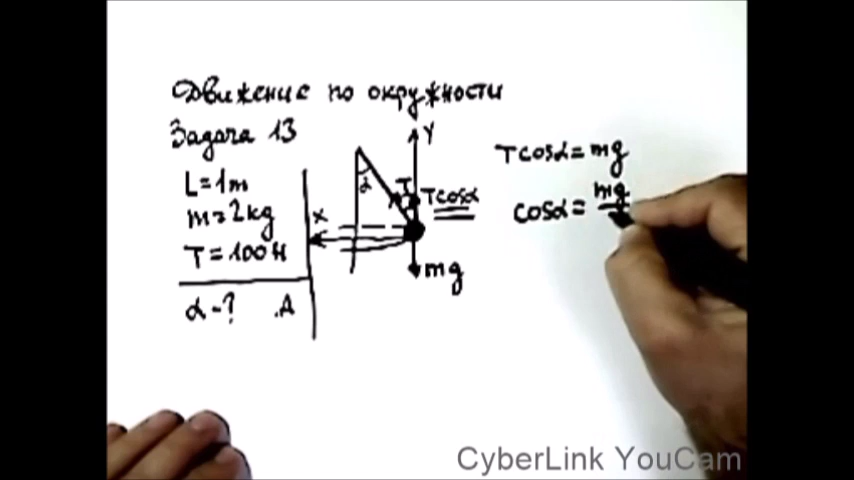 Движение по окружности
Задача 13
L=1m
m=2kg
T=100H
α-?
.A
α
X
Y
T
Tcosα
mg
Tcosα=mg
cosα=mg
CyberLink YouCam